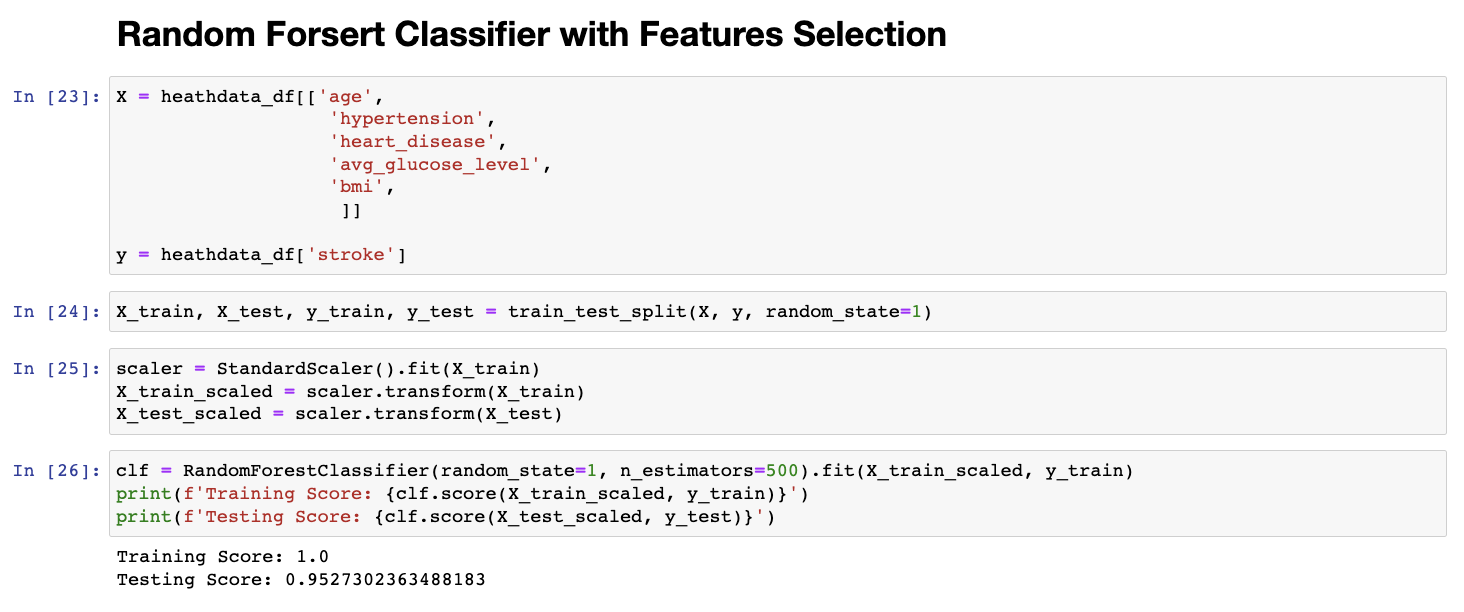 Random Forsert Classifier with Features Selection
In [23]: X = heathdata_df[['age',
'hypertension',
'heart_disease',
'avg_glucose_level',
'bmi',
]]
y = heathdata_df['stroke']
In [24]: X_train, X_test, y_train, y_test = train_test_split(X, y, random_state=1)
In [25]: scaler = StandardScaler().fit(X_train)
X_train_scaled = scaler.transform(X_train)
X_test_scaled = scaler.transform(X_test)
In [26]: clf = RandomForestClassifier(random_state=1, n_estimators=500).fit(X_train_scaled, y_train)
print(f'Training Score: {clf.score(X_train_scaled, y_train)}')
print(f'Testing Score: {clf.score(X_test_scaled, y_test)}')
Training Score: 1.0
Testing Score: 0.9527302363488183